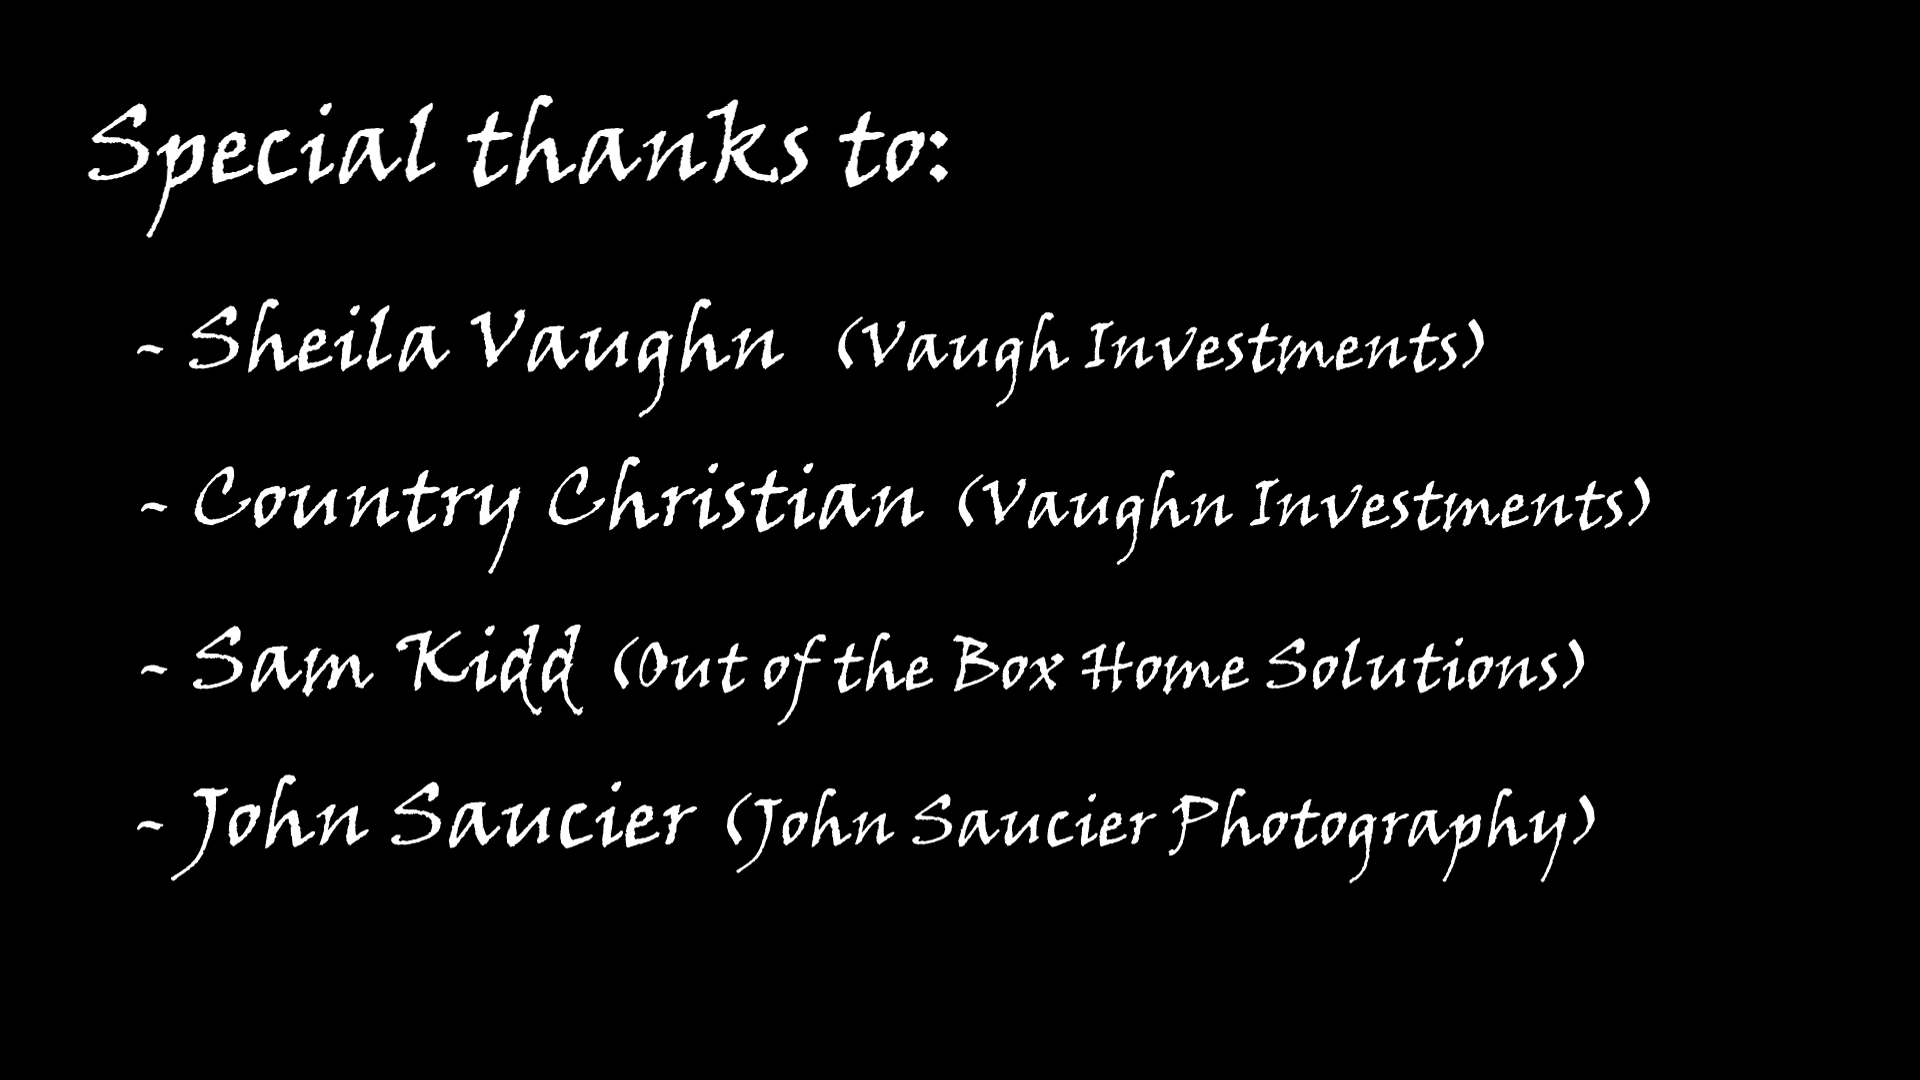 Special thanks to:
- Sheila Vaughn (Vaugh Investments)
- Country Christian (Vaughn Investments)
- Sam Kidd (Out of the Box Home Solutions)
- John Saucier (John Saucier Photography)